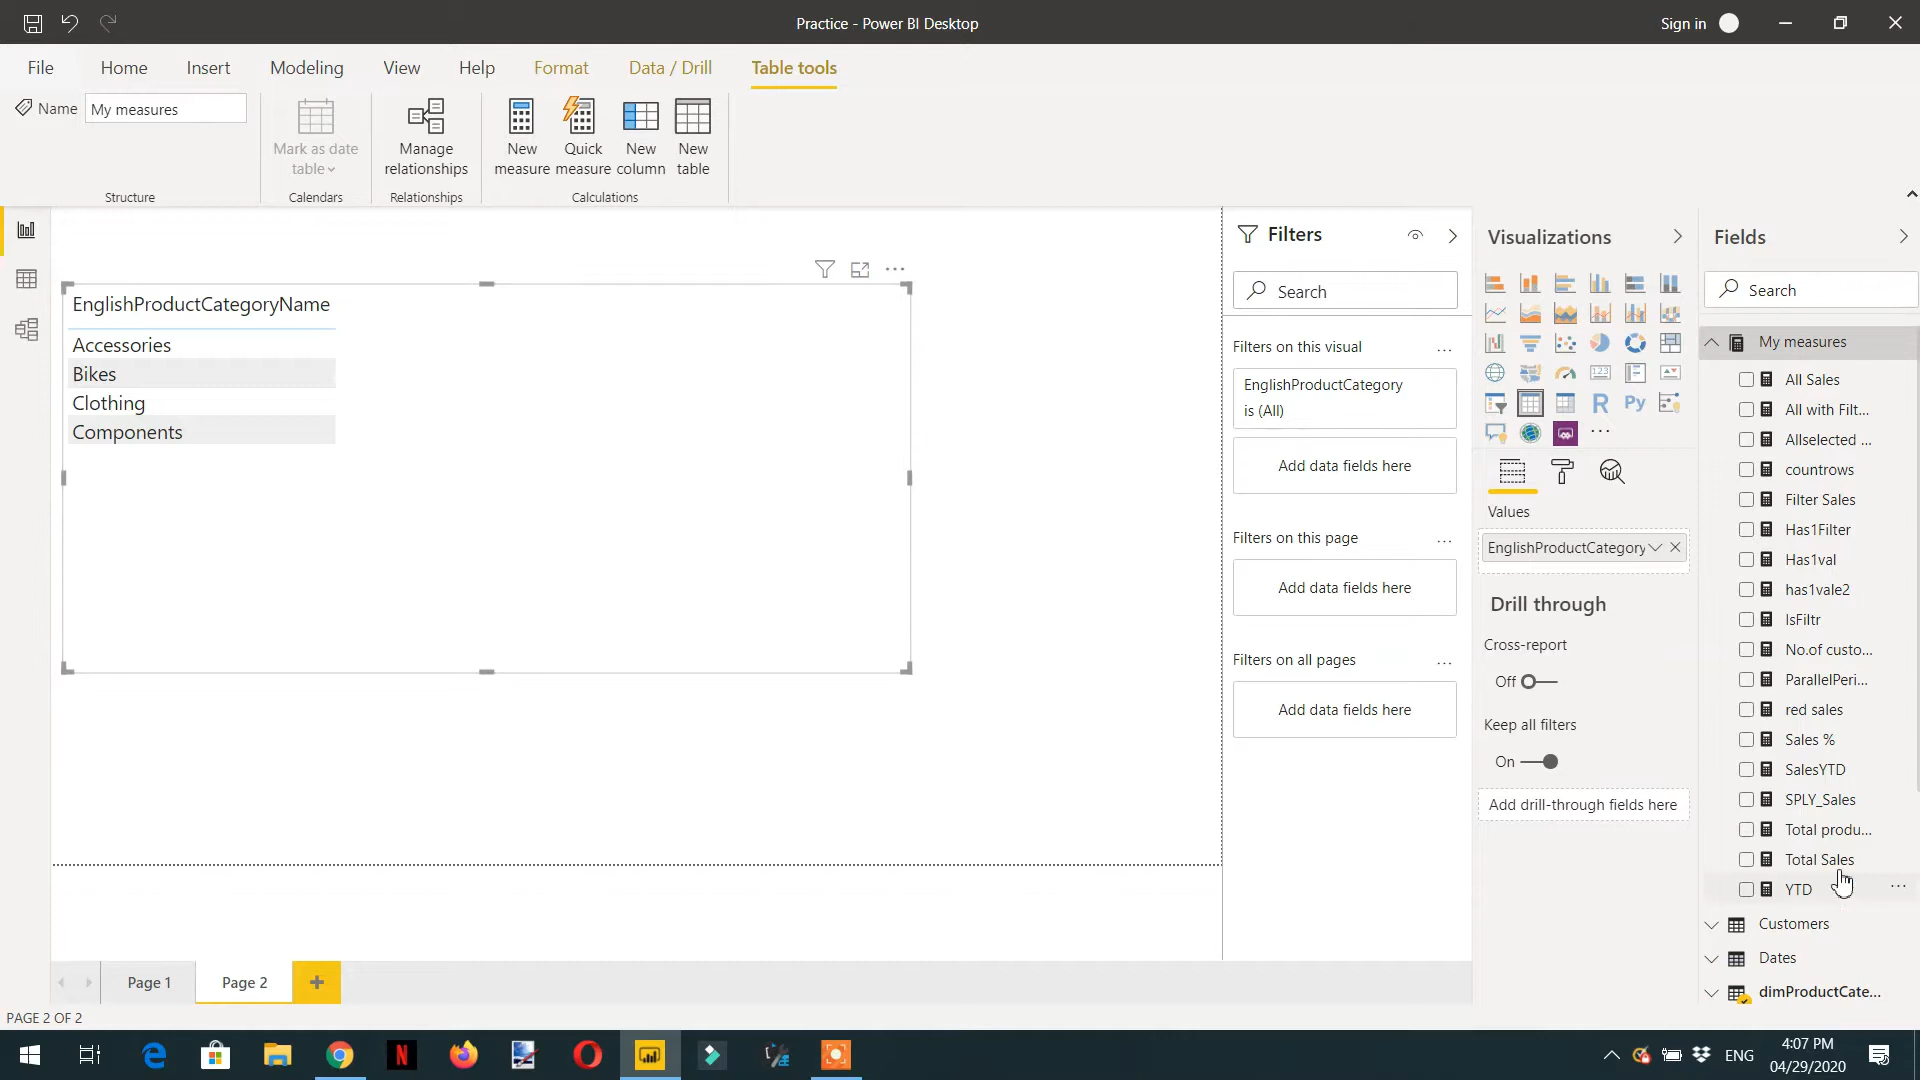 Practice - Power BI Desktop
Sign in
File
Home
Insert
Modeling
View
Help
Format
Data / Drill
Table tools
Name
My measures
Mark as date
table
Manage
relationships
New
measure
Quick
measure
New
column
New
table
Structure
Calendars
Relationships
Calculations
EnglishProductCategoryName
Accessories
Bikes
Clothing
Components
Filters
Search
Filters on this visual
...
EnglishProductCategory
is (All)
Add data fields here
Filters on this page
...
Add data fields here
Filters on all pages
...
Add data fields here
Visualizations
123
R
Py
...
Values
EnglishProductCategory
Drill through
Cross-report
Off
Keep all filters
On
Add drill-through fields here
Fields
Search
My measures
All Sales
All with Filt...
Allselected ...
countrows
Filter Sales
Has1Filter
Has1val
has1vale2
IsFiltr
No.of custo...
ParallelPeri...
red sales
Sales %
SalesYTD
SPLY_Sales
Total produ...
Total Sales
YTD
...
Customers
Dates
dimProductCate...
Page 1
Page 2
+
PAGE 2 OF 2
N
ENG
4:07 PM
04/29/2020